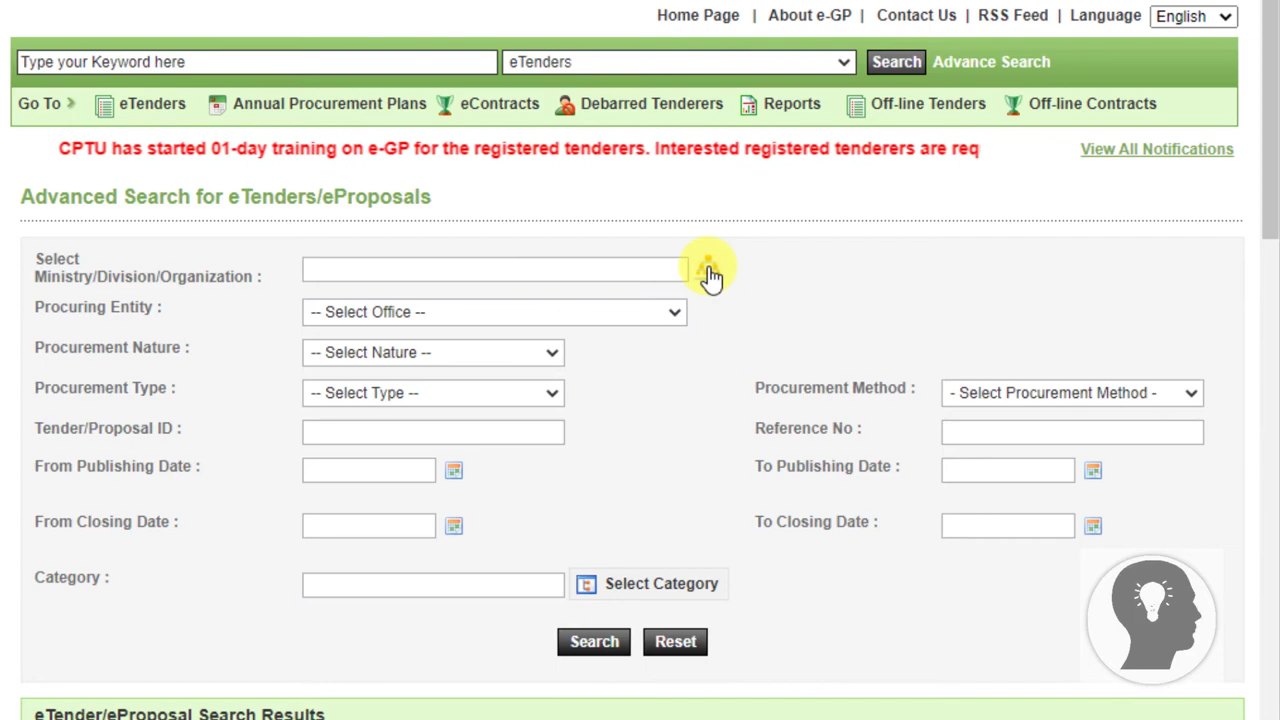 Home Page | About e-GP | Contact Us | RSS Feed | Language English
Type your Keyword here eTenders Search Advance Search
Go To eTenders Annual Procurement Plans eContracts Debarred Tenderers Reports Off-line Tenders Off-line Contracts
CPTU has started 01-day training on e-GP for the registered tenderers. Interested registered tenderers are req View All Notifications
Advanced Search for eTenders/eProposals
Select
Ministry/Division/Organization :
Procuring Entity : -- Select Office --
Procurement Nature : -- Select Nature --
Procurement Type : -- Select Type -- Procurement Method : - Select Procurement Method -
Tender/Proposal ID : Reference No :
From Publishing Date : To Publishing Date :
From Closing Date : To Closing Date :
Category : Select Category
Search Reset
eTender/eProposal Search Results